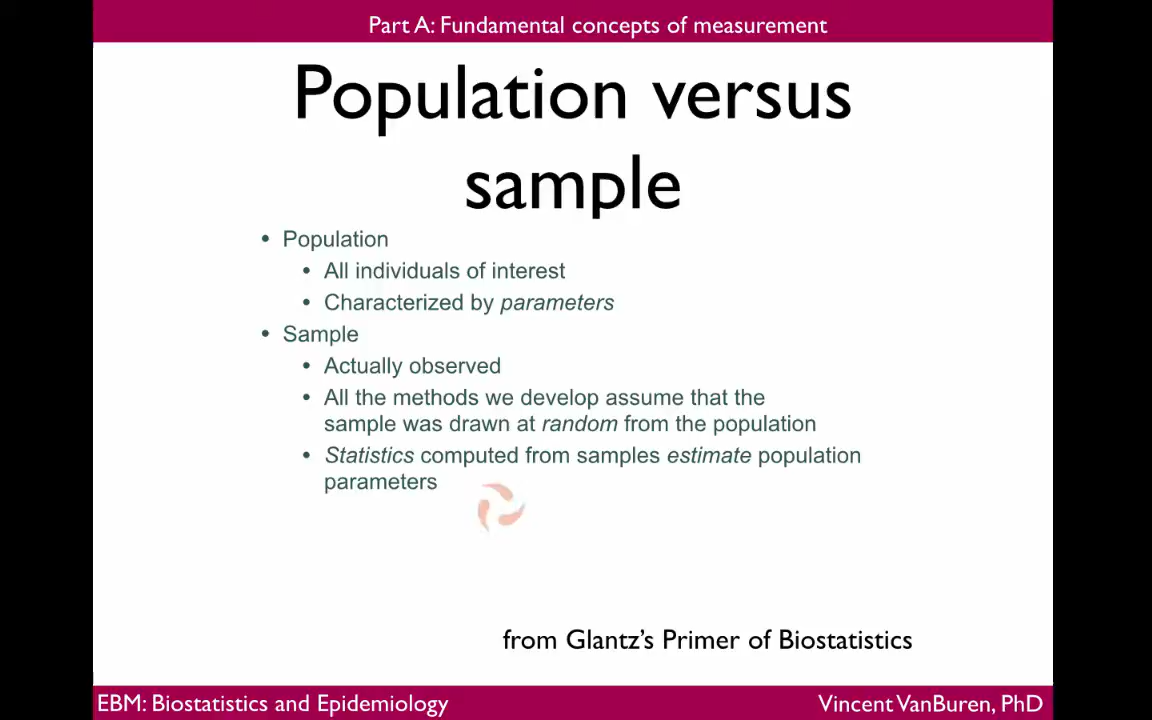 Part A: Fundamental concepts of measurement
Population versus
sample
• Population
• All individuals of interest
• Characterized by parameters
• Sample
• Actually observed
• All the methods we develop assume that the
sample was drawn at random from the population
• Statistics computed from samples estimate population
parameters
from Glantz's Primer of Biostatistics
EBM: Biostatistics and Epidemiology
Vincent VanBuren, PhD